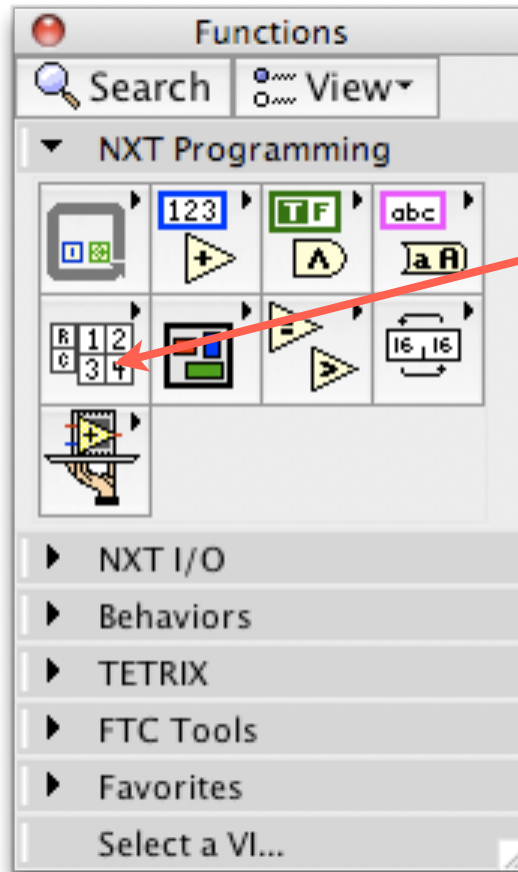 Functions
Search View
NXT Programming
123 TF abc
aA
R 1 2
C 3 4
16 16
NXT I/O
Behaviors
TETRIX
FTC Tools
Favorites
Select a VI...